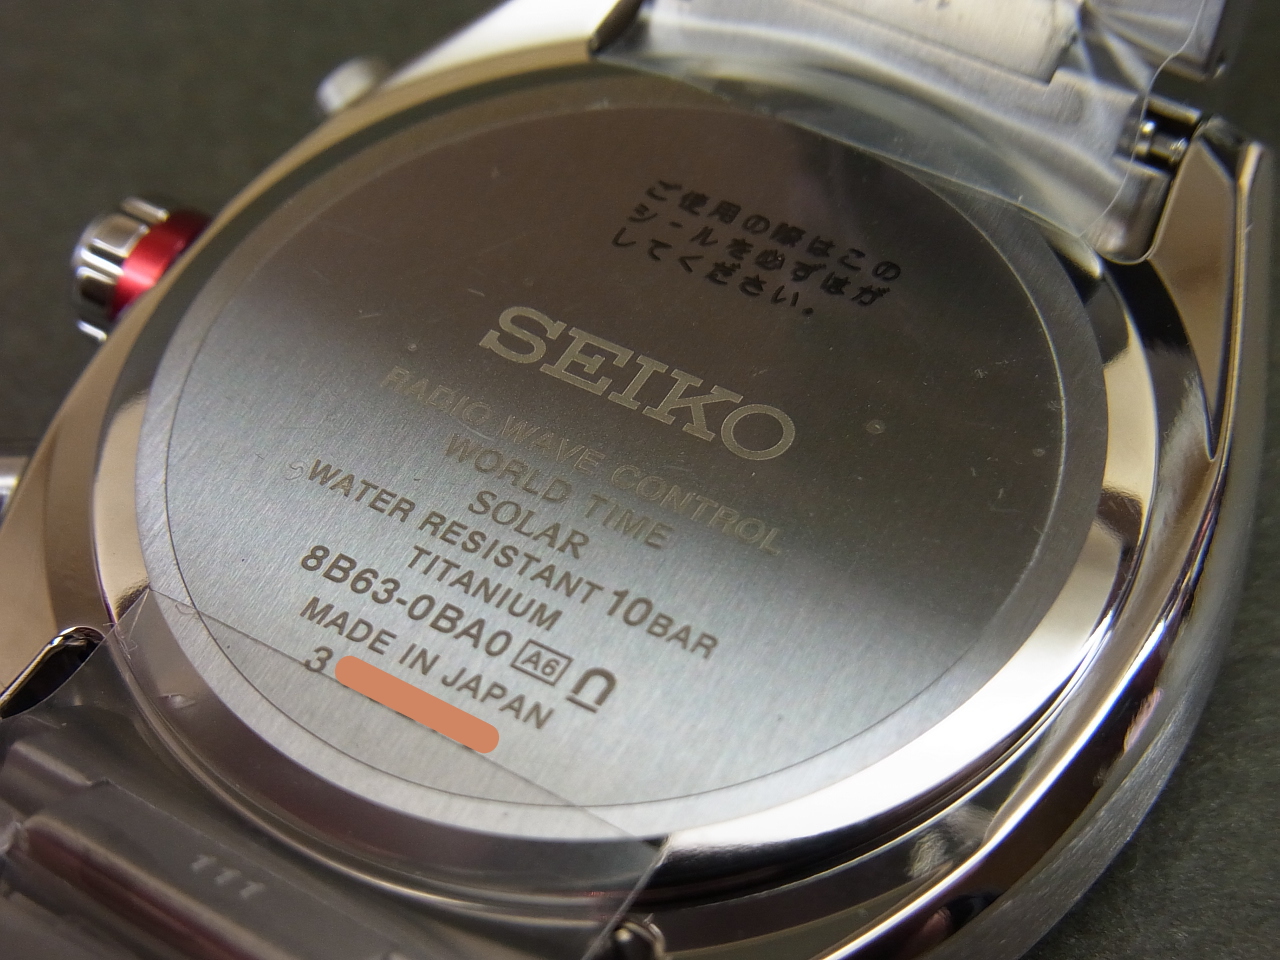 ご使用の際はこの
シールを必ずはが
してください。
SEIKO
RADIO WAVE CONTROL
WORLD TIME
SOLAR
WATER RESISTANT 10BAR
TITANIUM
8B63-0BA0 A6
MADE IN JAPAN
3